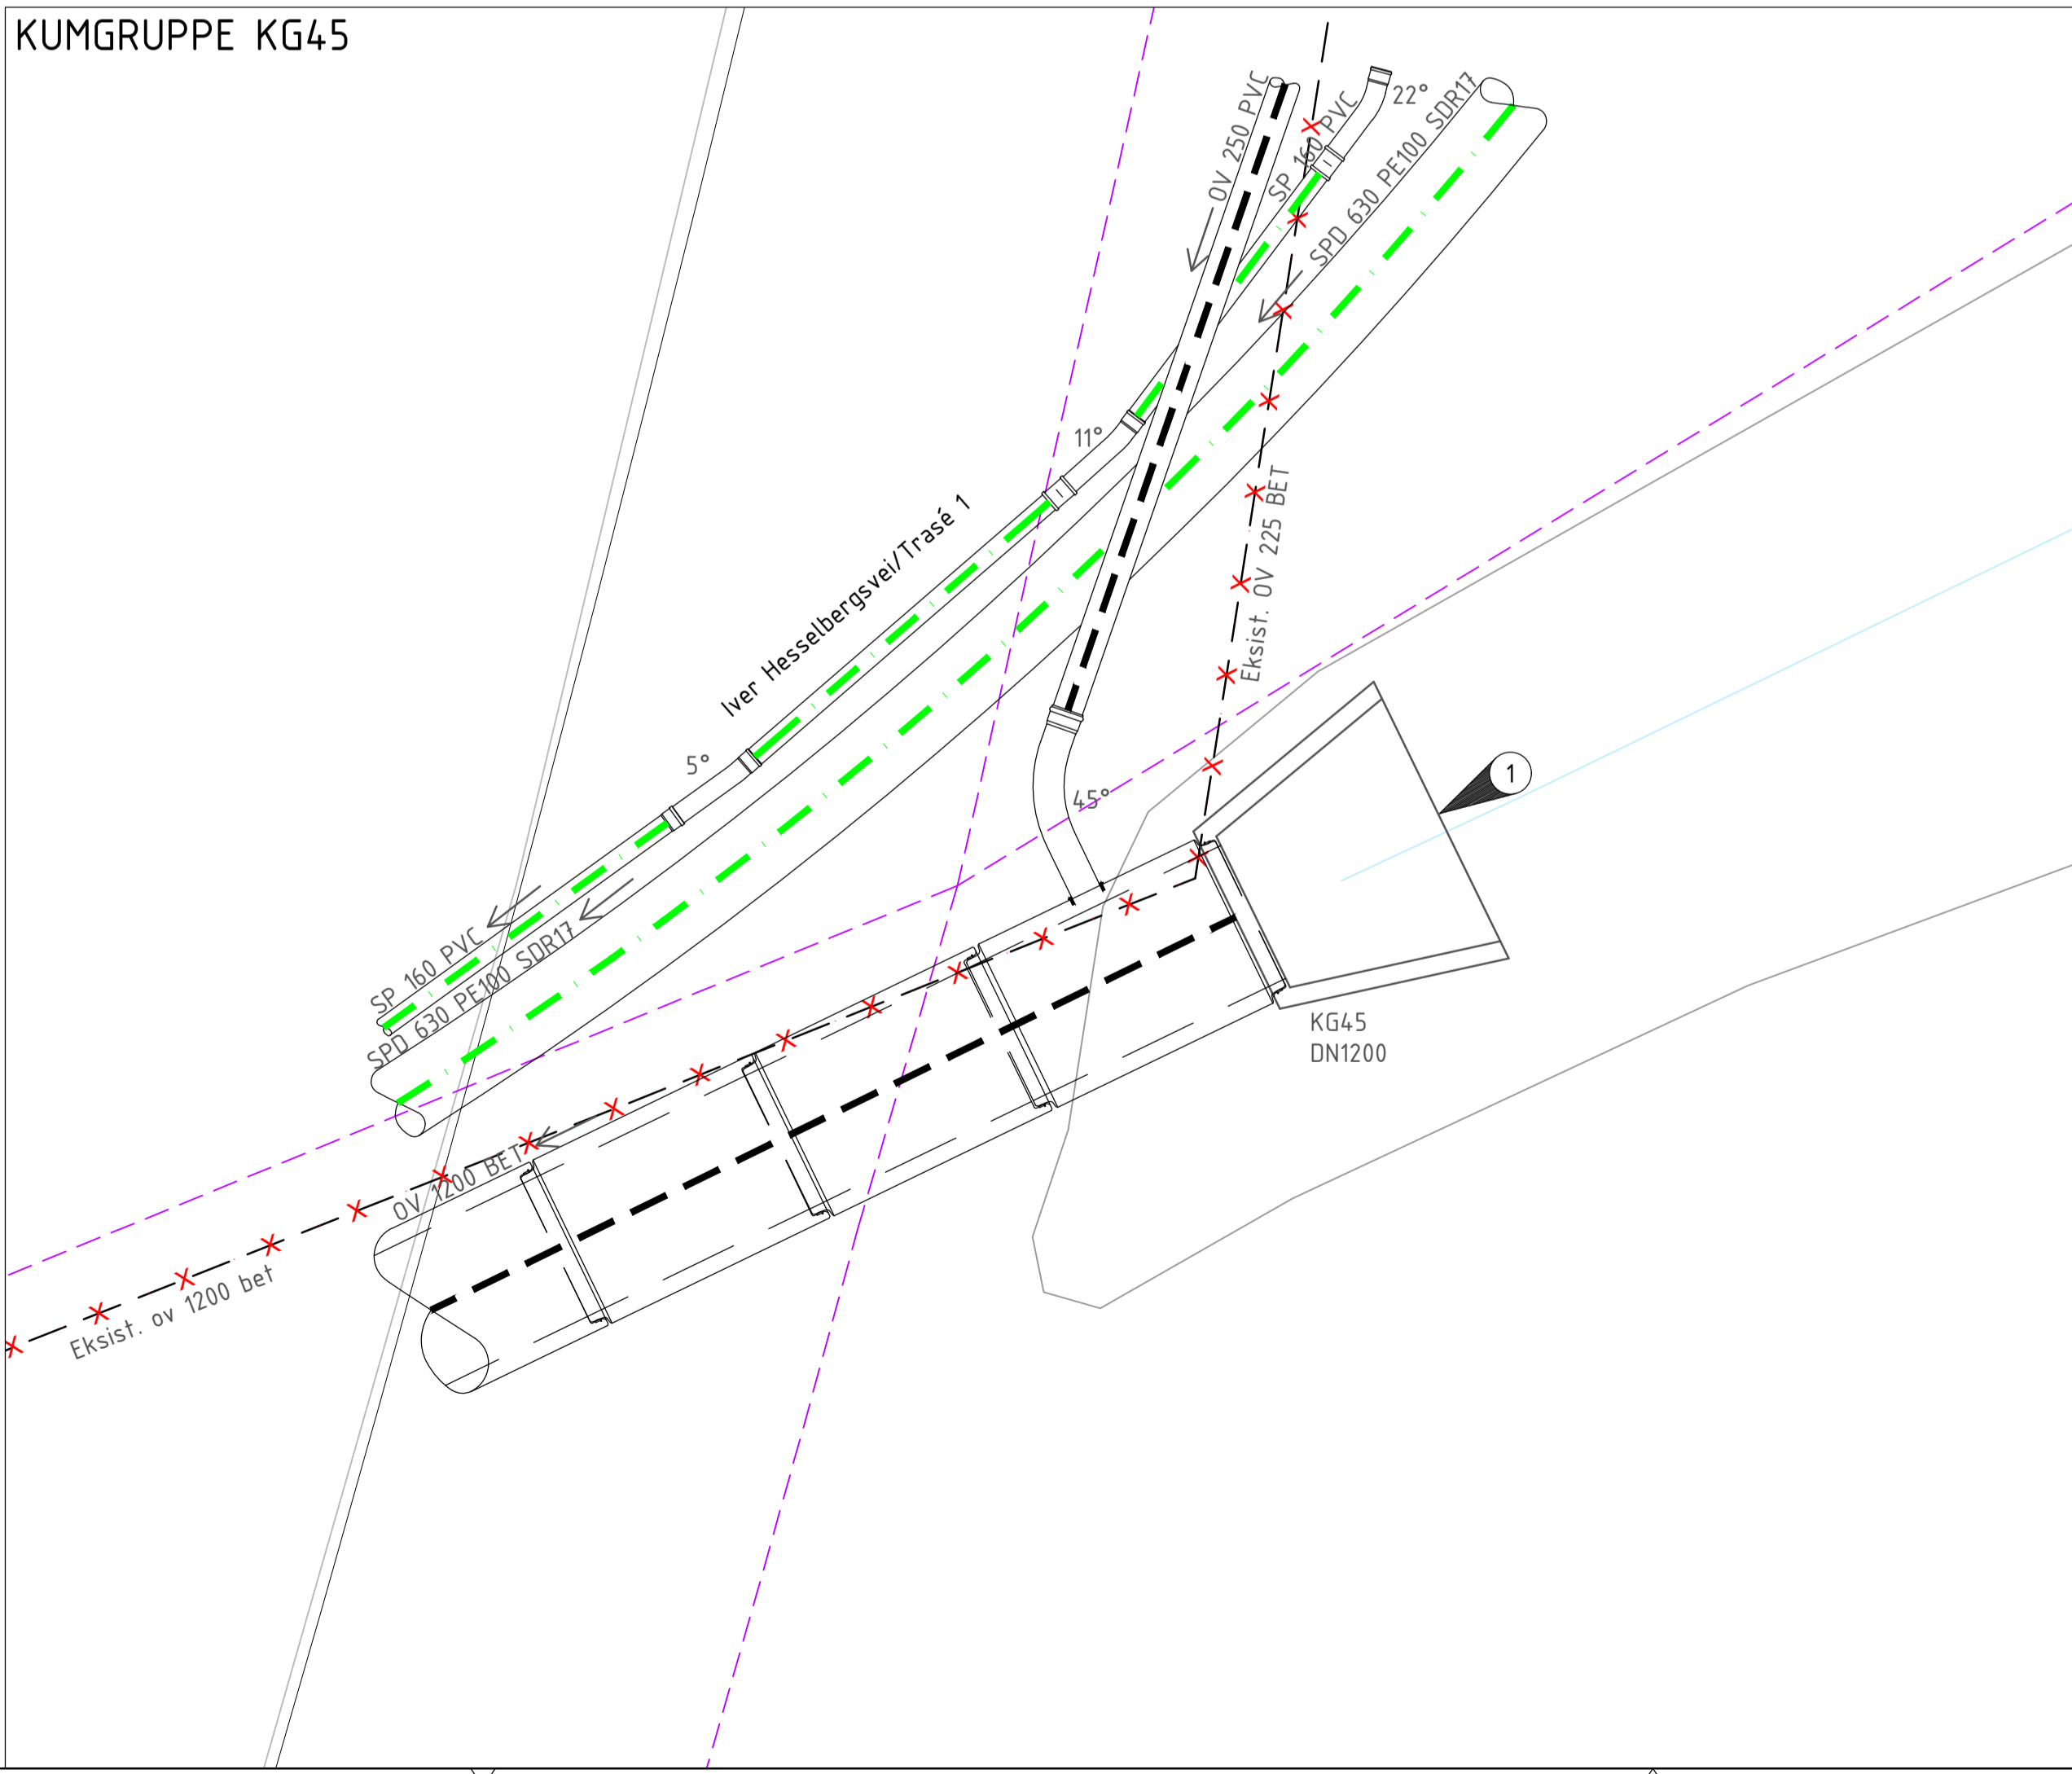 KUMGRUPPE KG45
OV 250 PVC
SP 160 PVC
22°
SPD 630 PE100 SDR17
11°
Eksist. OV 225 BET
Iver Hesselbergsvei/Trasé 1
5°
45°
1
SP 160 PVC
SPD 630 PE100 SDR17
KG45
DN1200
OV 1200 BET
Eksist. ov 1200 bet